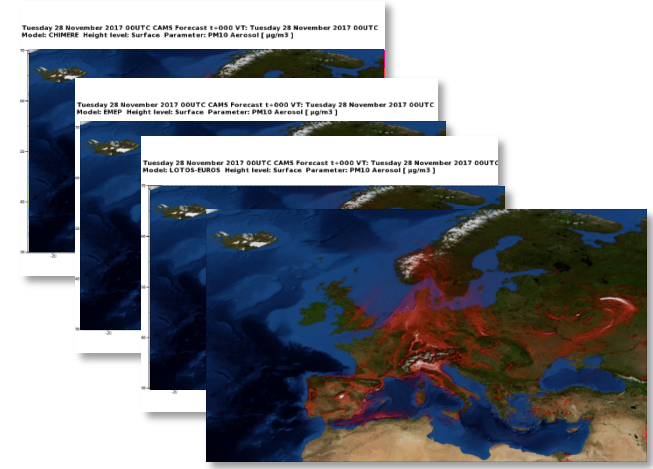 Tuesday 28 November 2017 00UTC CAMS Forecast t+000 VT: Tuesday 28 November 2017 00UTC
Model: CHIMERE Height level: Surface Parameter: PM10 Aerosol [ µg/m3 ]
Tuesday 28 November 2017 00UTC CAMS Forecast t+000 VT: Tuesday 28 November 2017 00UTC
Model: EMEP Height level: Surface Parameter: PM10 Aerosol [ µg/m3 ]
Tuesday 28 November 2017 00UTC CAMS Forecast t+000 VT: Tuesday 28 November 2017 00UTC
Model: LOTOS-EUROS Height level: Surface Parameter: PM10 Aerosol [ µg/m3 ]